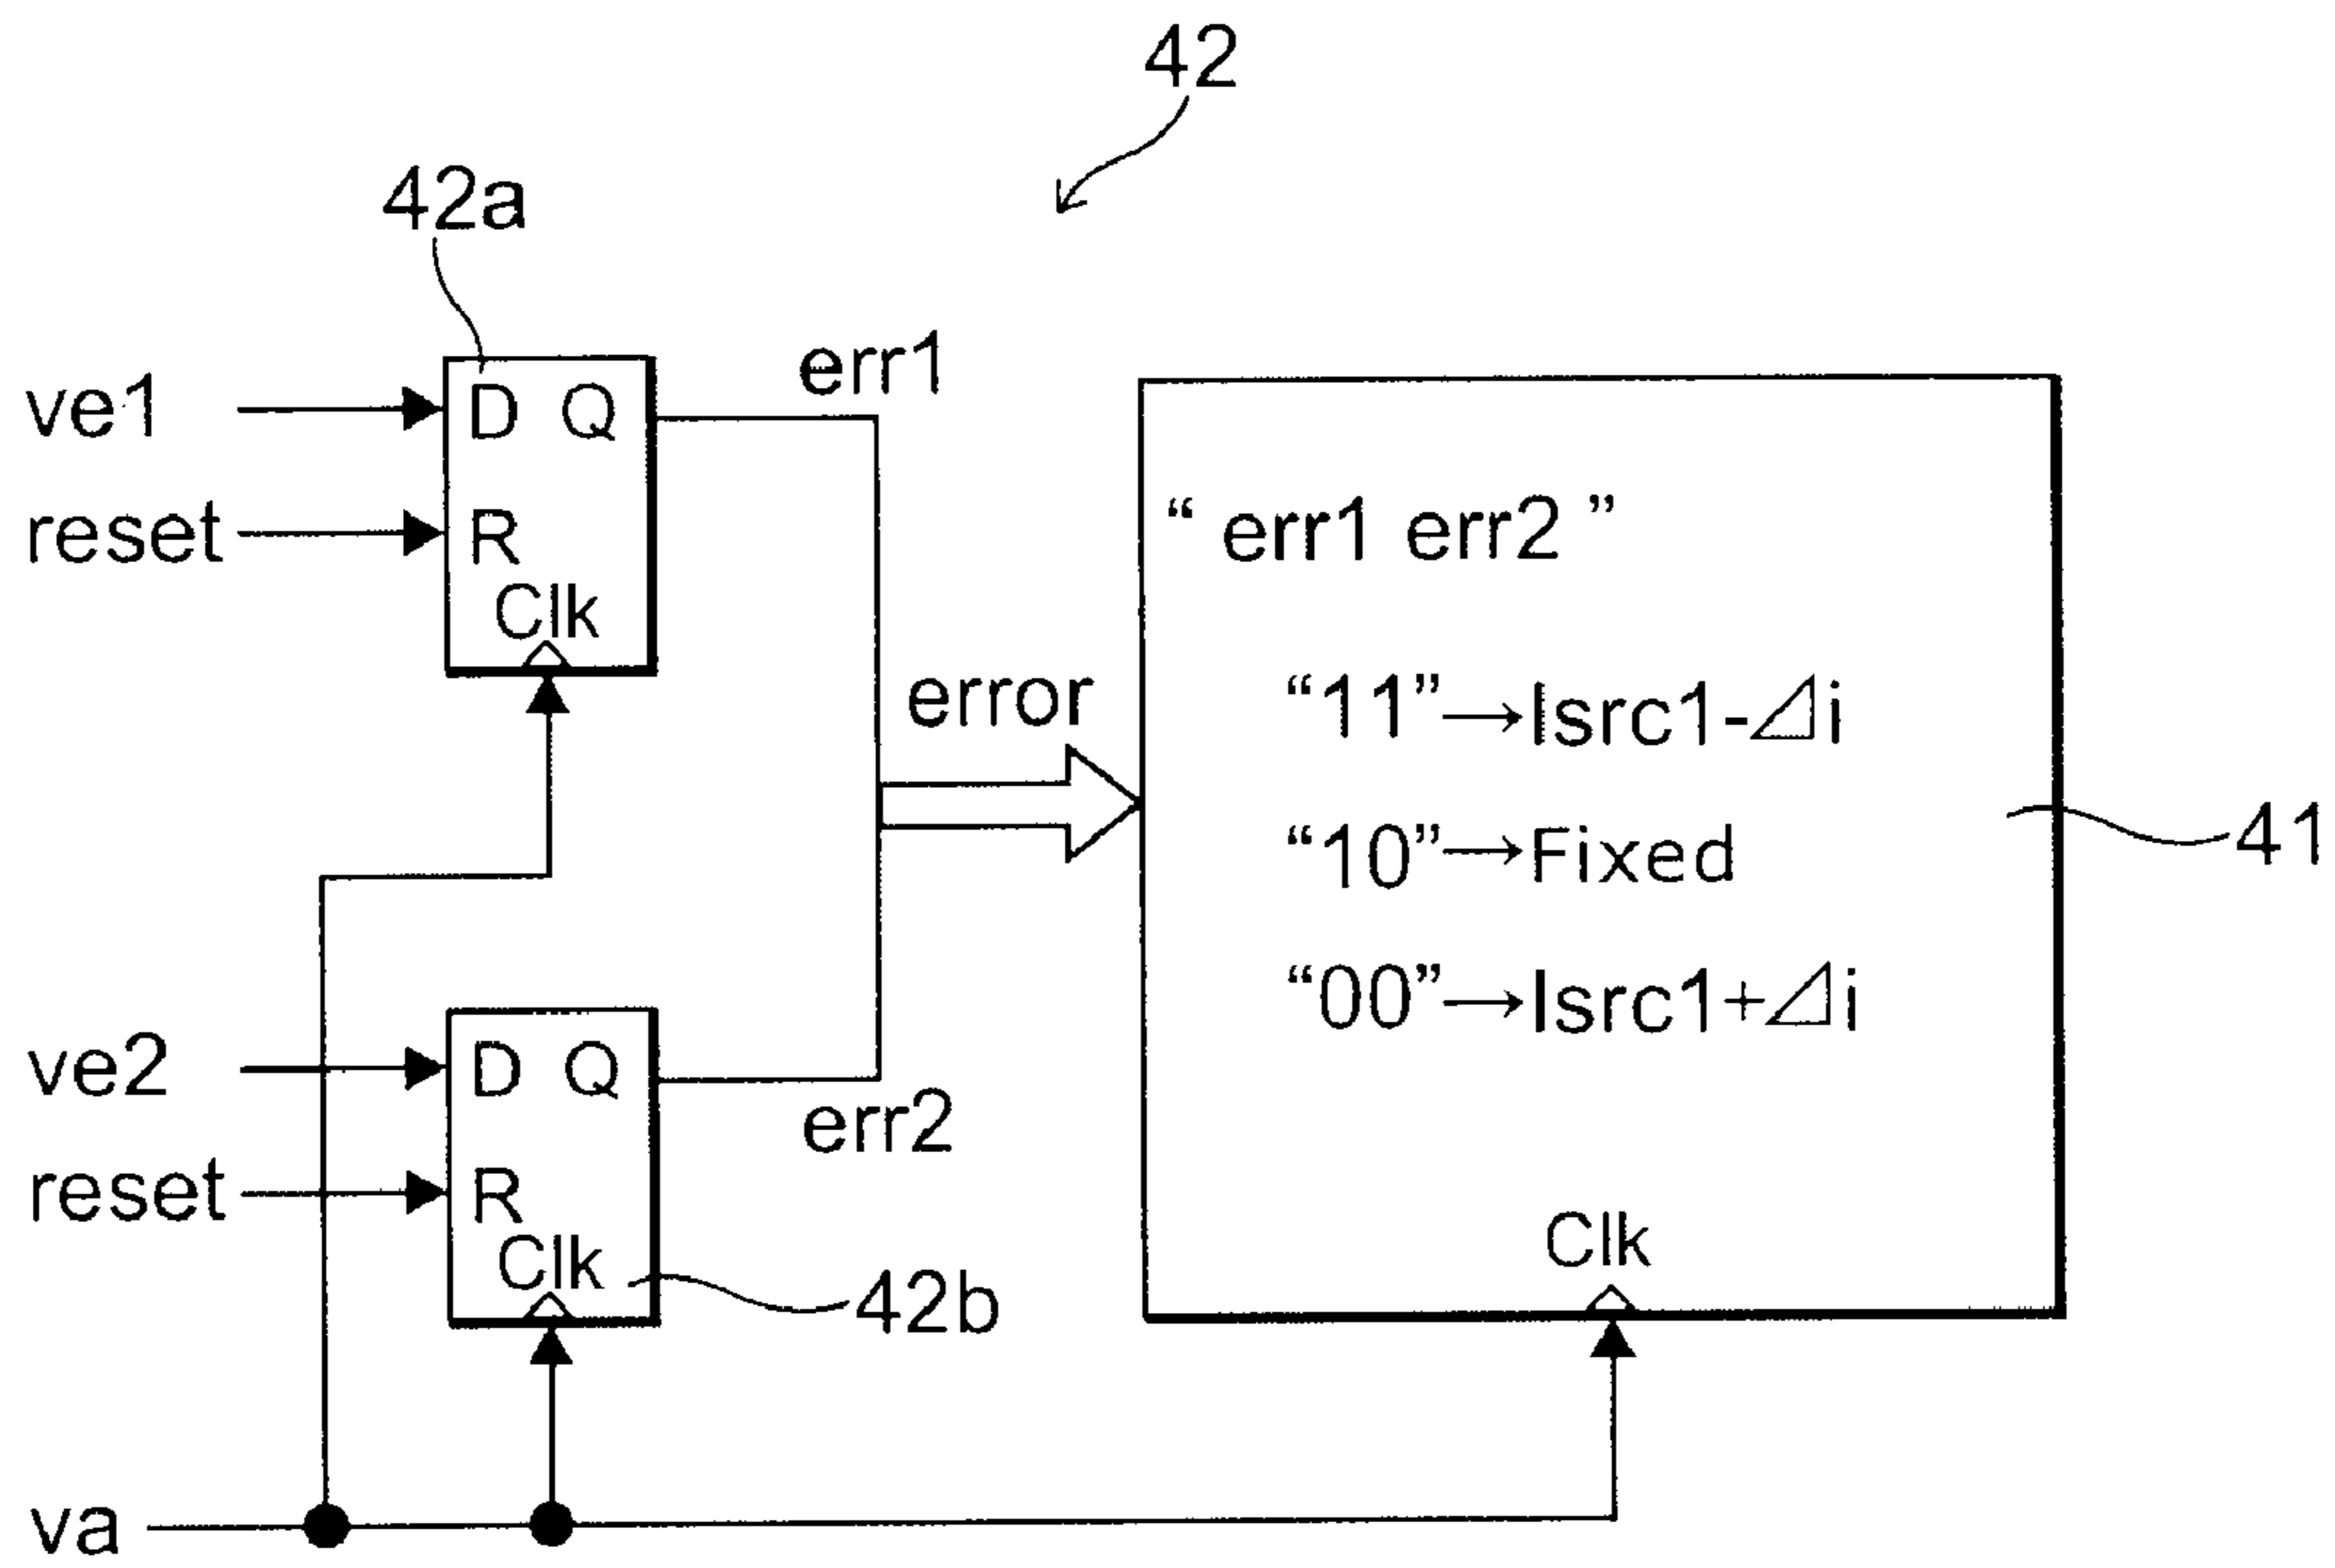 42
42a
ve1
D Q
err1
reset
R
Clk
“ err1 err2 ”
error
“11”→Isrc1-⊿i
“10”→Fixed
41
“00”→Isrc1+⊿i
ve2
D Q
err2
reset
R
Clk
42b
Clk
va